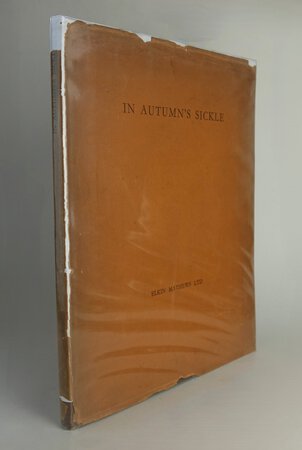 IN AUTUMN'S SICKLE
ELKIN MATHEWS LTD